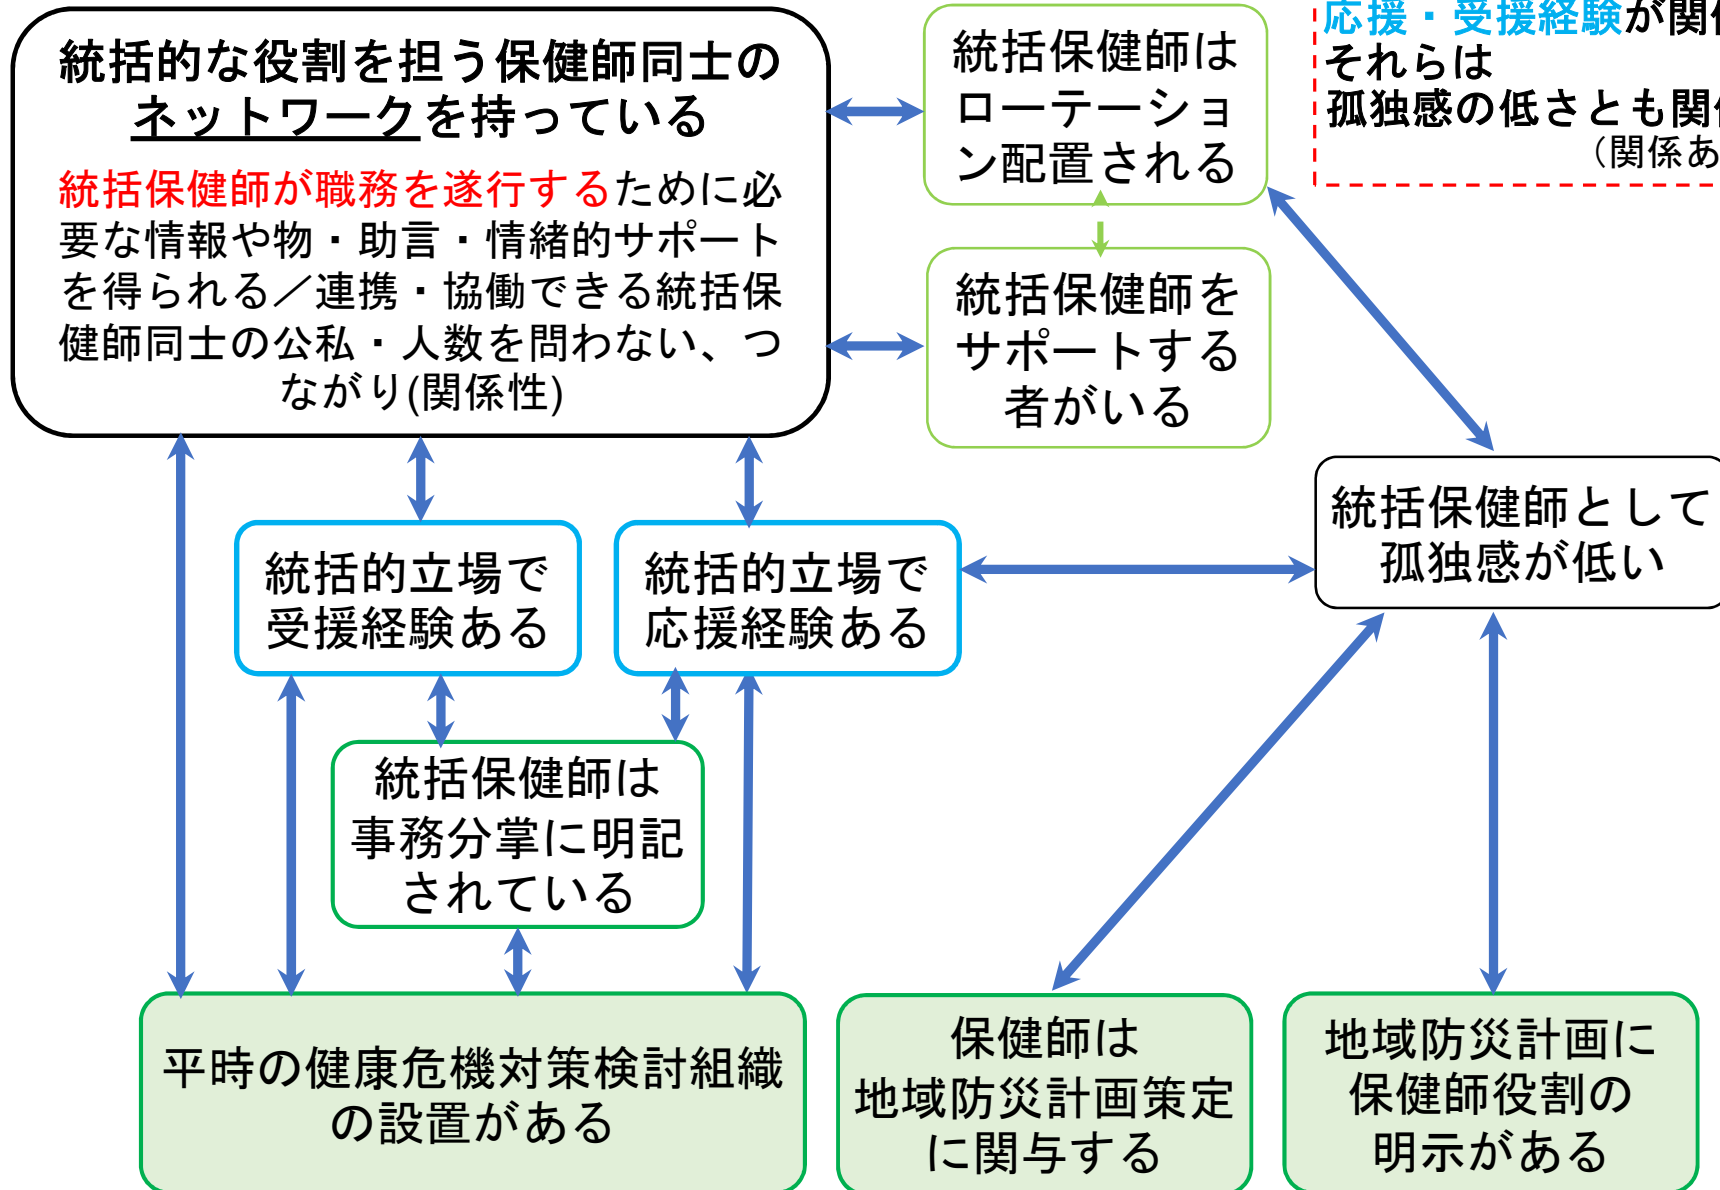 統括的な役割を担う保健師同士の
ネットワークを持っている
統括保健師が職務を遂行するために必
要な情報や物・助言・情緒的サポート
を得られる／連携・協働できる統括保
健師同士の公私・人数を問わない、つ
ながり(関係性)
統括保健師は
ローテーショ
ン配置される
応援・受援経験が関
それらは
孤独感の低さとも関
（関係あ
統括保健師を
サポートする
者がいる
統括保健師として
孤独感が低い
統括的立場で
受援経験ある
統括的立場で
応援経験ある
統括保健師は
事務分掌に明記
されている
平時の健康危機対策検討組織
の設置がある
保健師は
地域防災計画策定
に関与する
地域防災計画に
保健師役割の
明示がある